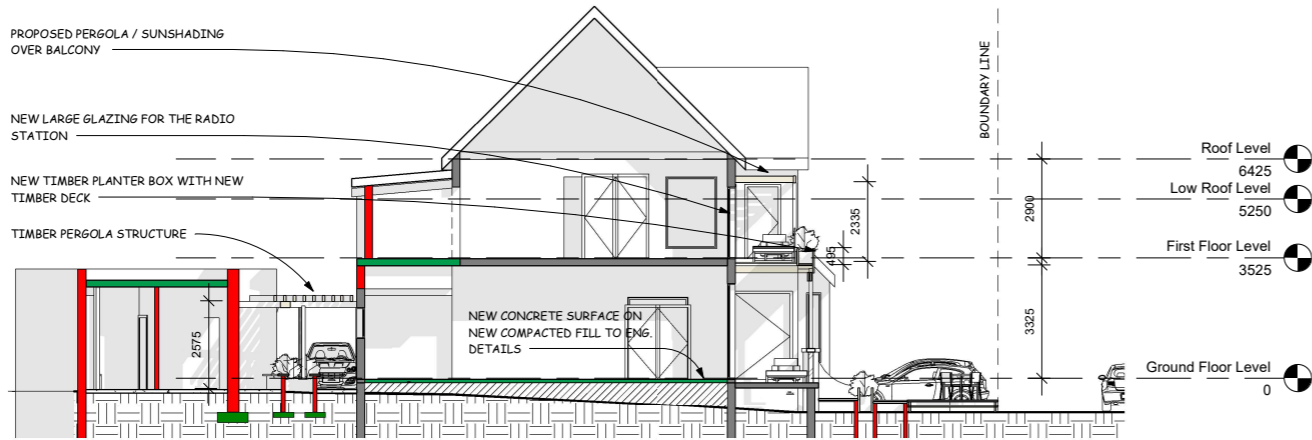 PROPOSED PERGOLA / SUNSHADING
OVER BALCONY
NEW LARGE GLAZING FOR THE RADIO
STATION
NEW TIMBER PLANTER BOX WITH NEW
TIMBER DECK
TIMBER PERGOLA STRUCTURE
2575
NEW CONCRETE SURFACE ON
NEW COMPACTED FILL TO ENG.
DETAILS
2335
495
BOUNDARY LINE
2900
3325
Roof Level
6425
Low Roof Level
5250
First Floor Level
3525
Ground Floor Level
0